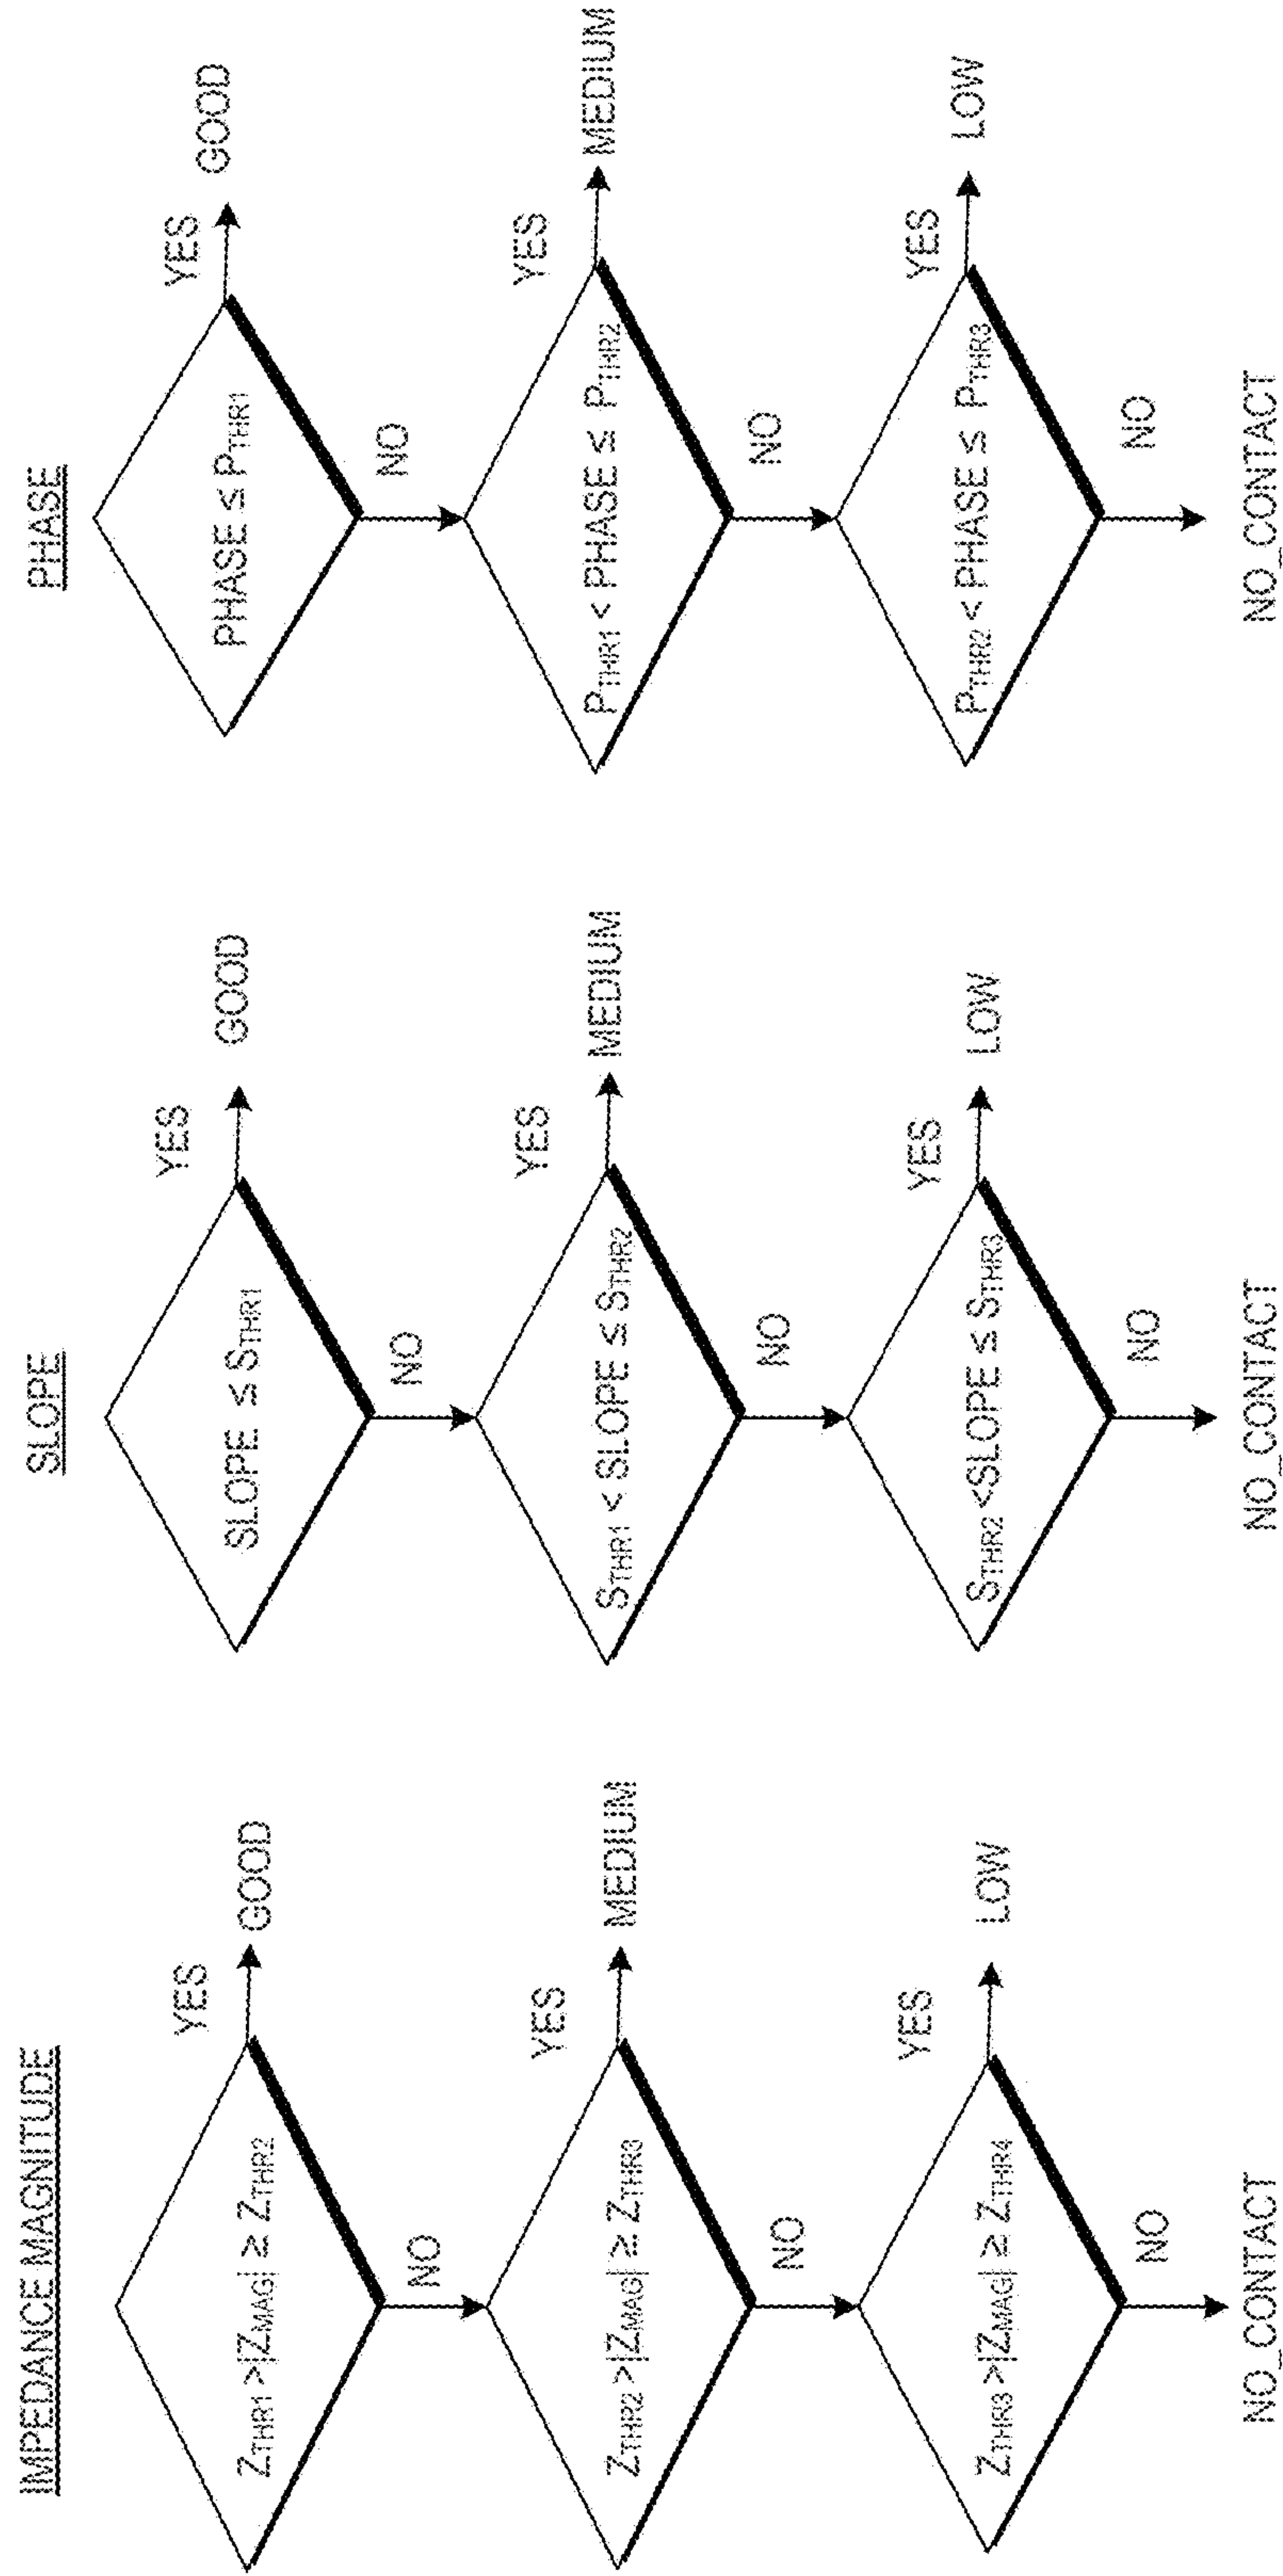 IMPEDANCE MAGNITUDE
Z_THR1 >|Z_MAG| ≥ Z_THR2
YES
GOOD
NO
Z_THR2 >|Z_MAG| ≥ Z_THR3
YES
MEDIUM
NO
Z_THR3 >|Z_MAG| ≥ Z_THR4
YES
LOW
NO
NO_CONTACT
SLOPE
SLOPE ≤ S_THR1
YES
GOOD
NO
S_THR1 < SLOPE ≤ S_THR2
YES
MEDIUM
NO
S_THR2 <SLOPE ≤ S_THR3
YES
LOW
NO
NO_CONTACT
PHASE
PHASE ≤ P_THR1
YES
GOOD
NO
P_THR1 < PHASE ≤ P_THR2
YES
MEDIUM
NO
P_THR2 < PHASE ≤ P_THR3
YES
LOW
NO
NO_CONTACT